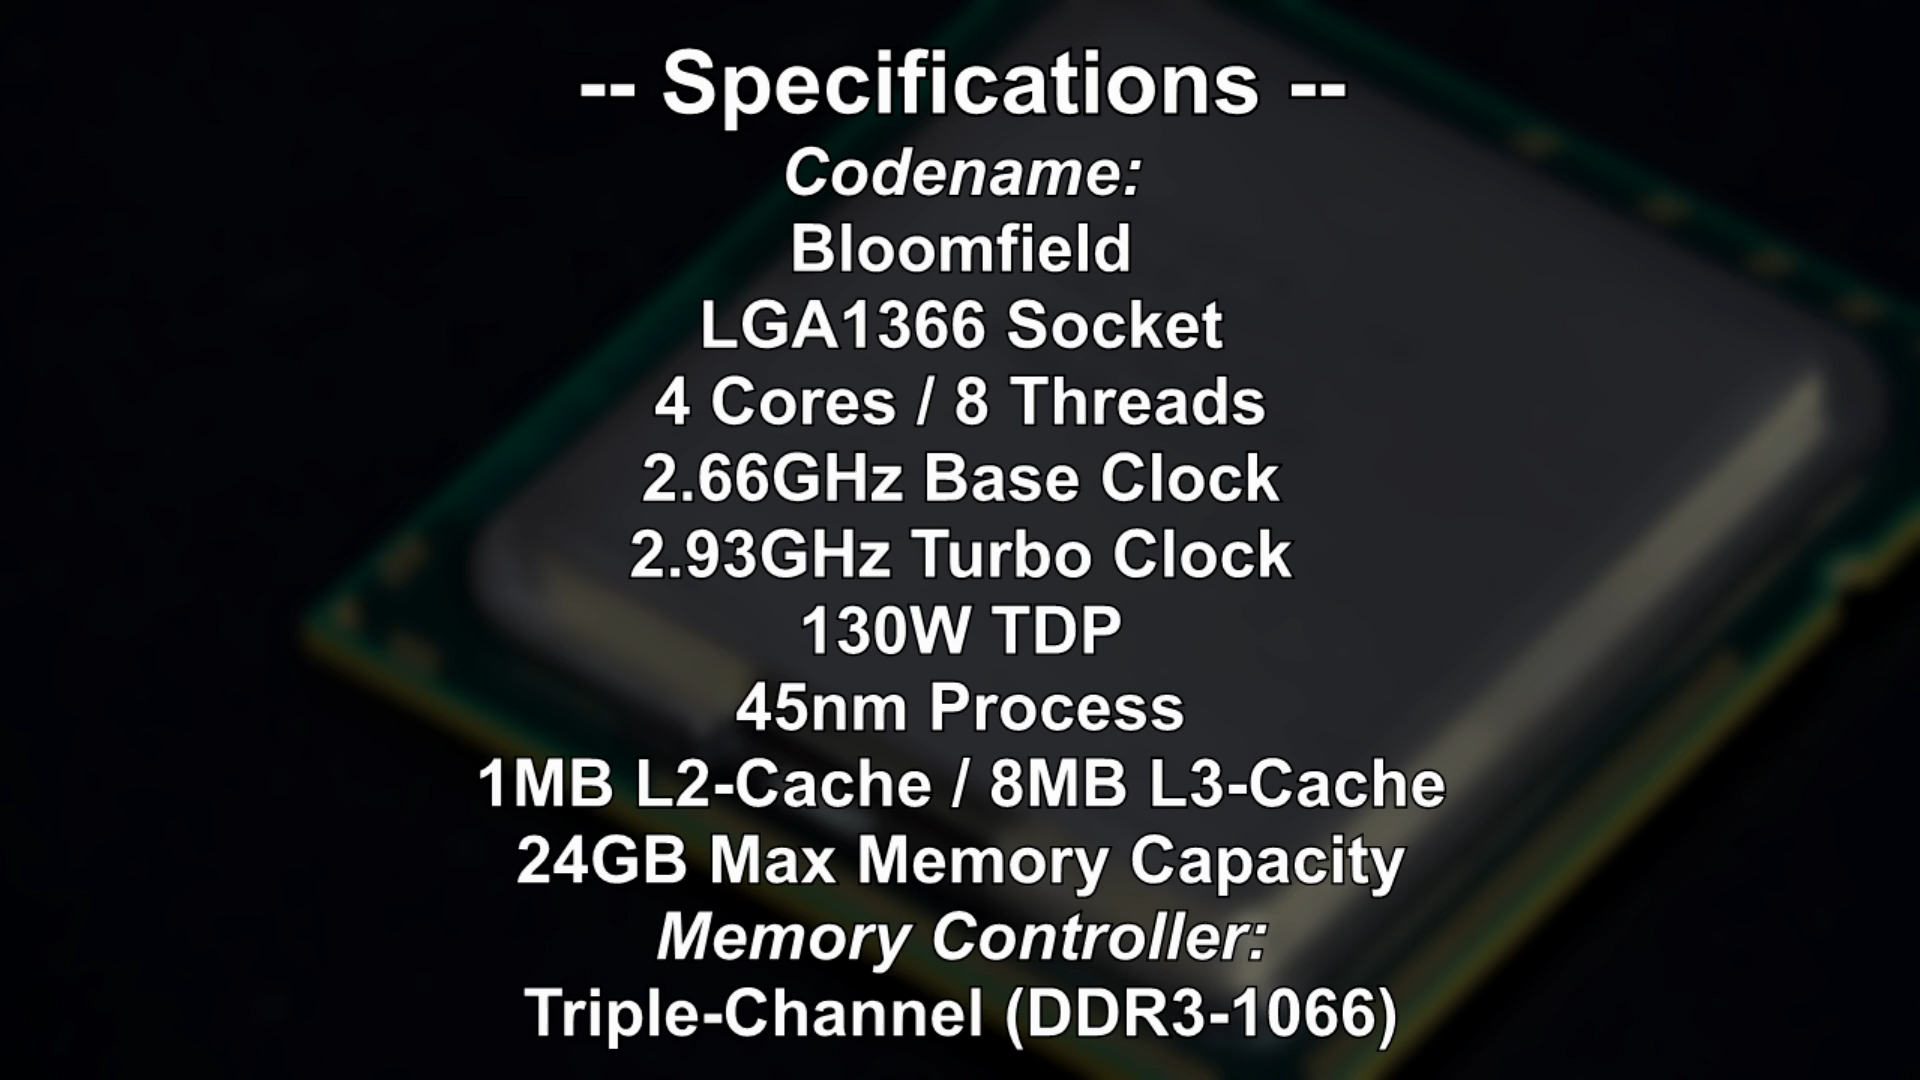 -- Specifications --
Codename:
Bloomfield
LGA1366 Socket
4 Cores / 8 Threads
2.66GHz Base Clock
2.93GHz Turbo Clock
130W TDP
45nm Process
1MB L2-Cache / 8MB L3-Cache
24GB Max Memory Capacity
Memory Controller:
Triple-Channel (DDR3-1066)